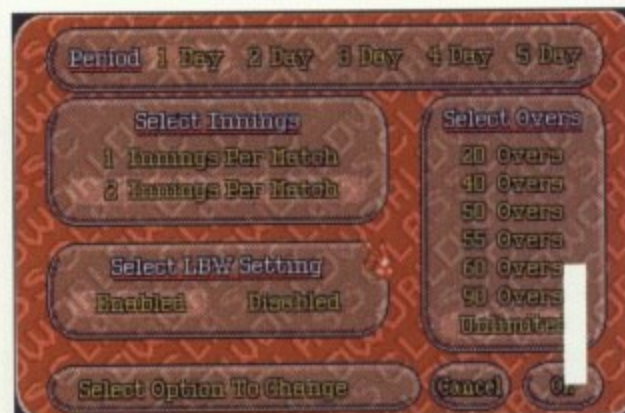 Period 1 Day 2 Day 3 Day 4 Day 5 Day
Select Innings
1 Innings Per Match
2 Innings Per Match
Select Overs
20 Overs
40 Overs
50 Overs
55 Overs
60 Overs
90 Overs
Select LBW Setting
Enabled Disabled
Select Option To Change
Cancel